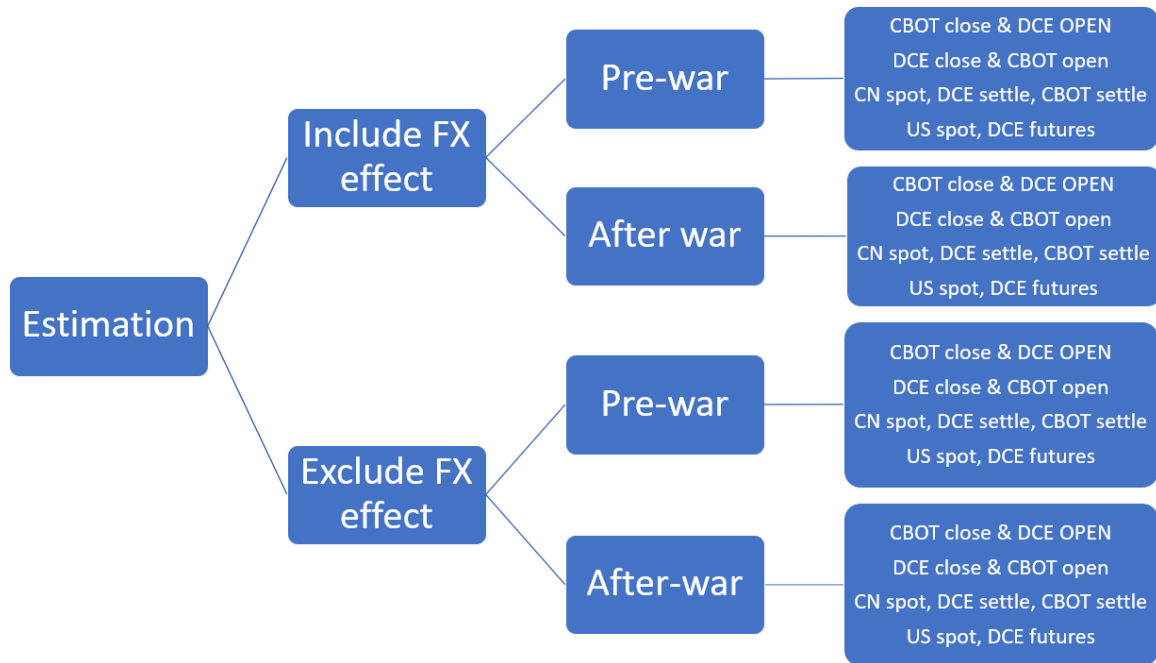 Estimation
Include FX
effect
Pre-war
CBOT close & DCE OPEN
DCE close & CBOT open
CN spot, DCE settle, CBOT settle
US spot, DCE futures
After war
CBOT close & DCE OPEN
DCE close & CBOT open
CN spot, DCE settle, CBOT settle
US spot, DCE futures
Exclude FX
effect
Pre-war
CBOT close & DCE OPEN
DCE close & CBOT open
CN spot, DCE settle, CBOT settle
US spot, DCE futures
After-war
CBOT close & DCE OPEN
DCE close & CBOT open
CN spot, DCE settle, CBOT settle
US spot, DCE futures